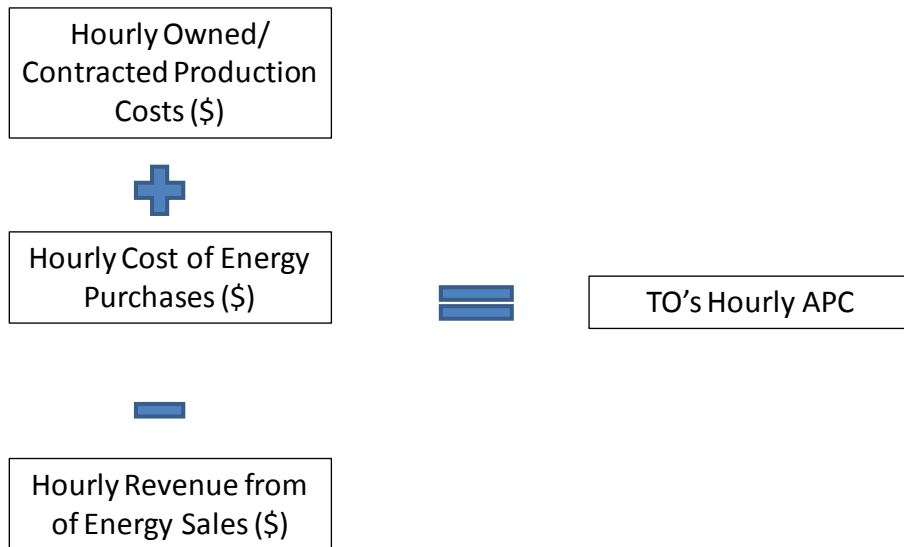 Hourly Owned/
Contracted Production
Costs ($)
Hourly Cost of Energy
Purchases ($)
TO's Hourly APC
Hourly Revenue from
of Energy Sales ($)